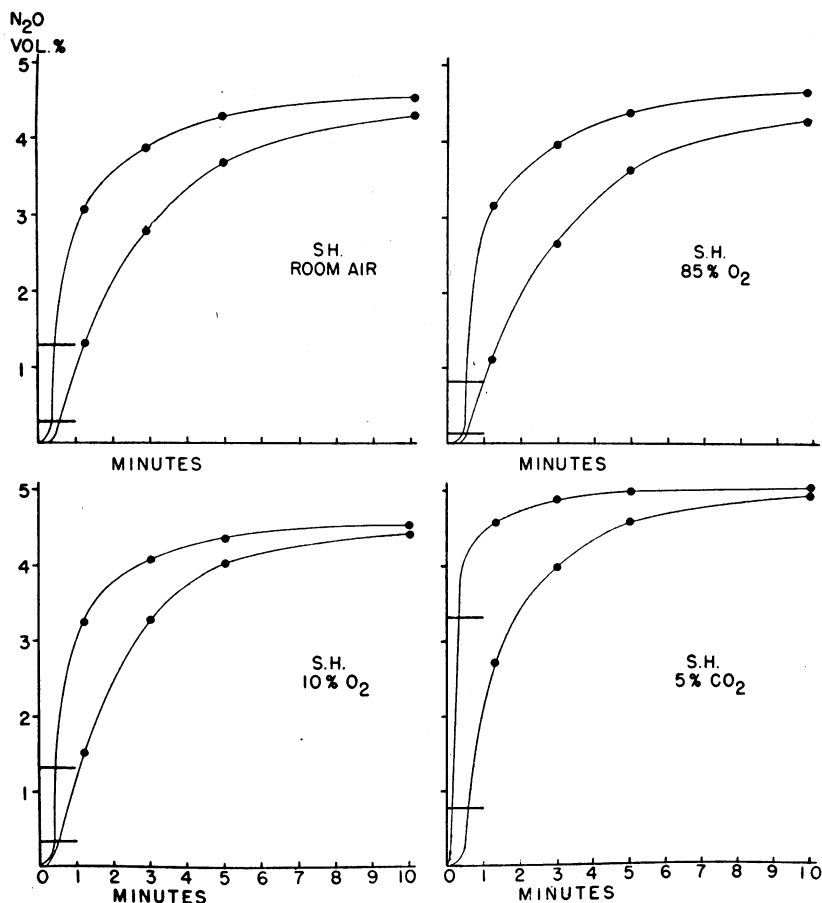 N2O
VOL.%
5
4
3
2
1
SH.
ROOM AIR
MINUTES
S.H.
85% O2
MINUTES
5
4
3
2
1
S.H.
10% O2
0 1 2 3 4 5 6 7 8 9 10
MINUTES
S.H.
5% CO2
0 1 2 3 4 5 6 7 8 9 10
MINUTES